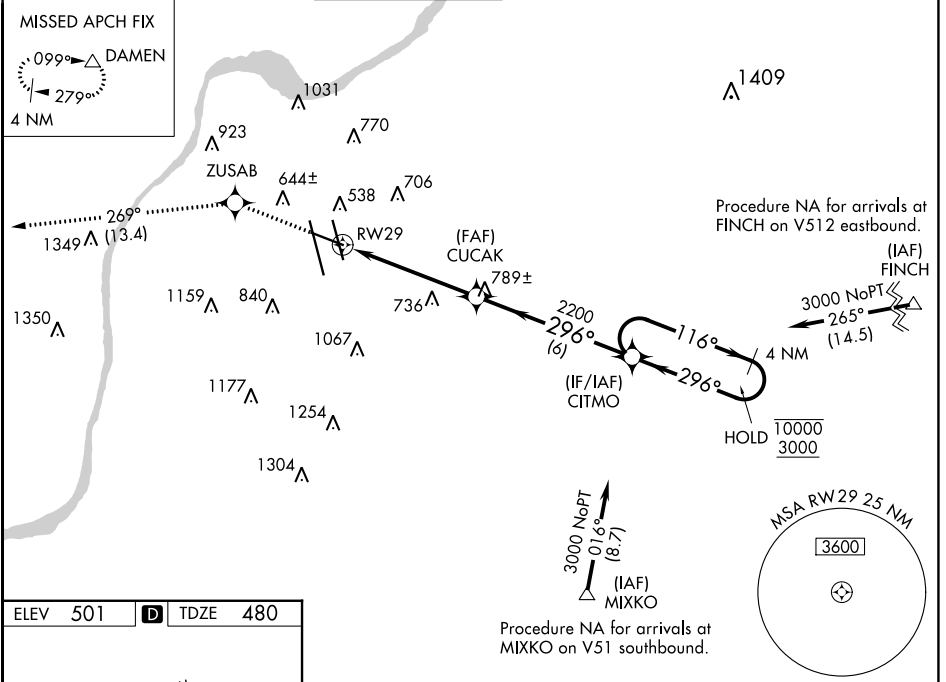 MISSED APCH FIX
099° DAMEN
279°
4 NM
1031
1409
923
770
ZUSAB
644±
538
706
RW29
269°
(13.4)
1349
(FAF)
CUCAK
789±
Procedure NA for arrivals at
FINCH on V512 eastbound.
(IAF)
FINCH
3000 NoPT
265°
(14.5)
1159
840
736
1350
1067
2200
296°
(6)
116°
4 NM
296°
(IF/IAF)
CITMO
HOLD
10000
3000
1177
1254
1304
3000 NoPT
016°
(8.7)
(IAF)
MIXKO
Procedure NA for arrivals at
MIXKO on V51 southbound.
MSA RW29 25 NM
3600
ELEV 501 D TDZE 480